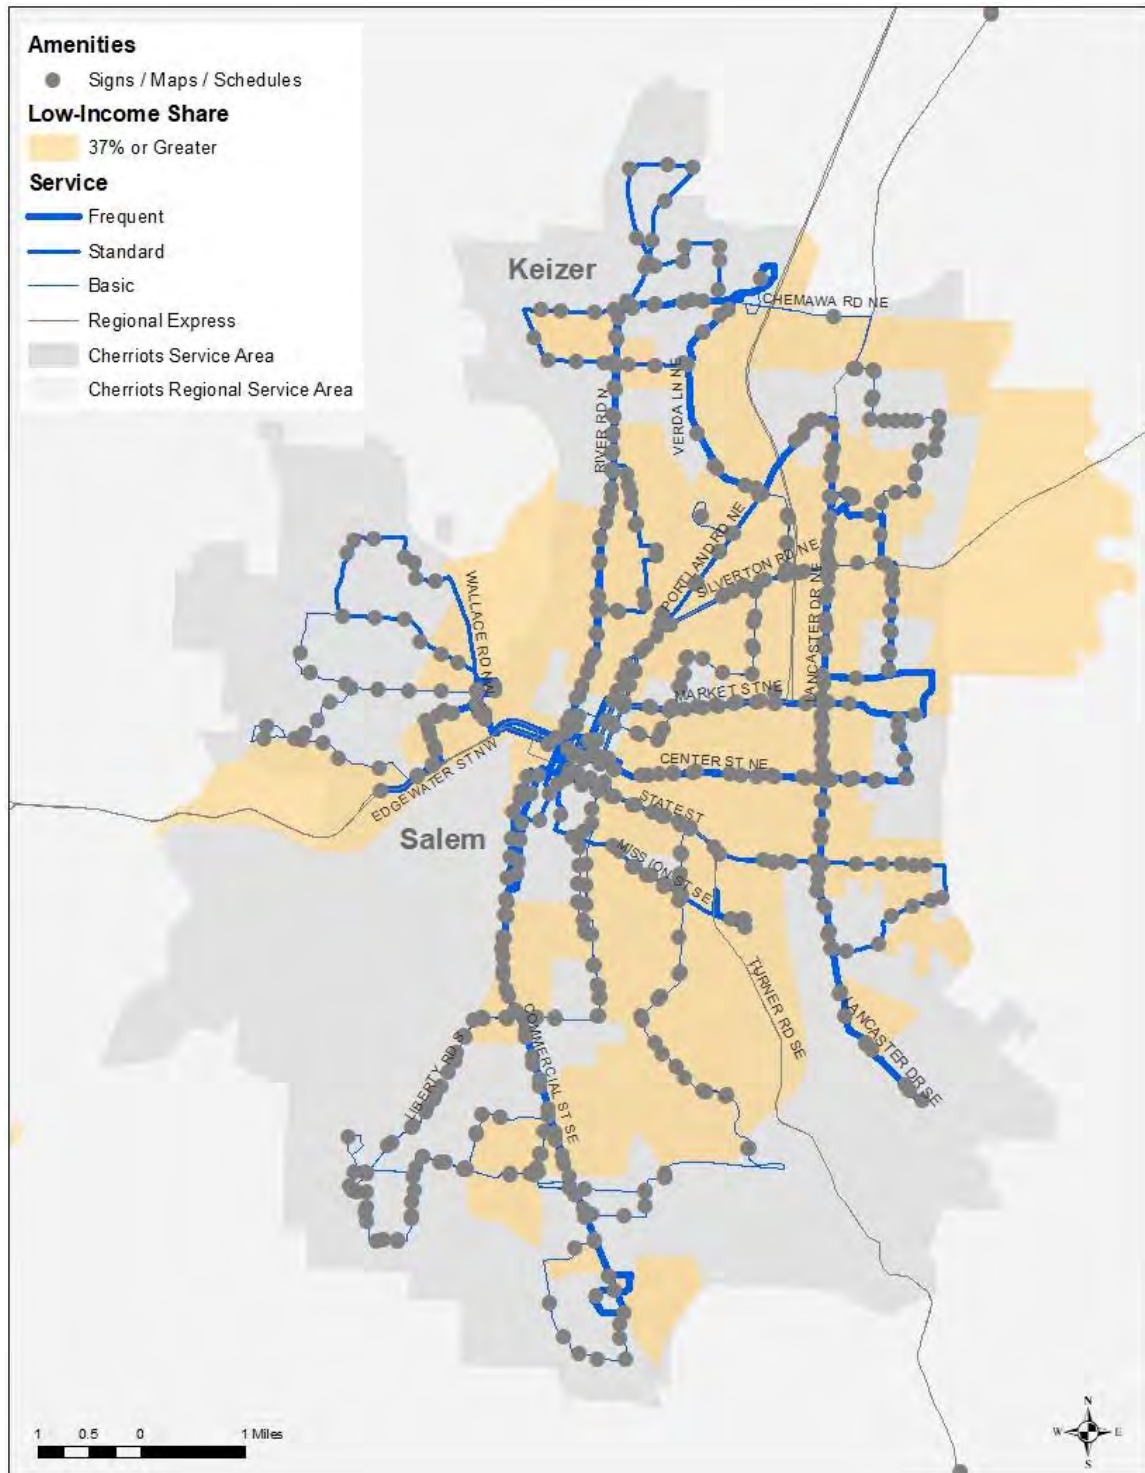 Amenities
Signs / Maps / Schedules
Low-Income Share
37% or Greater
Service
Frequent
Standard
Basic
Regional Express
Cherriots Service Area
Cherriots Regional Service Area
Keizer
CHEMAWA RD NE
RIVER RD N
VERDA LN NE
PORTLAND RD NE
SILVERTON RD NE
LANCASTER DR NE
WALLACE RD NW
MARKET ST NE
CENTER ST NE
EDGEWATER ST NW
STATE ST
Salem
MISSION ST SE
TURNER RD SE
LANCASTER DR SE
COMMERCIAL ST SE
LIBERTY RD S
1 0.5 0 1 Miles
N
W E
S